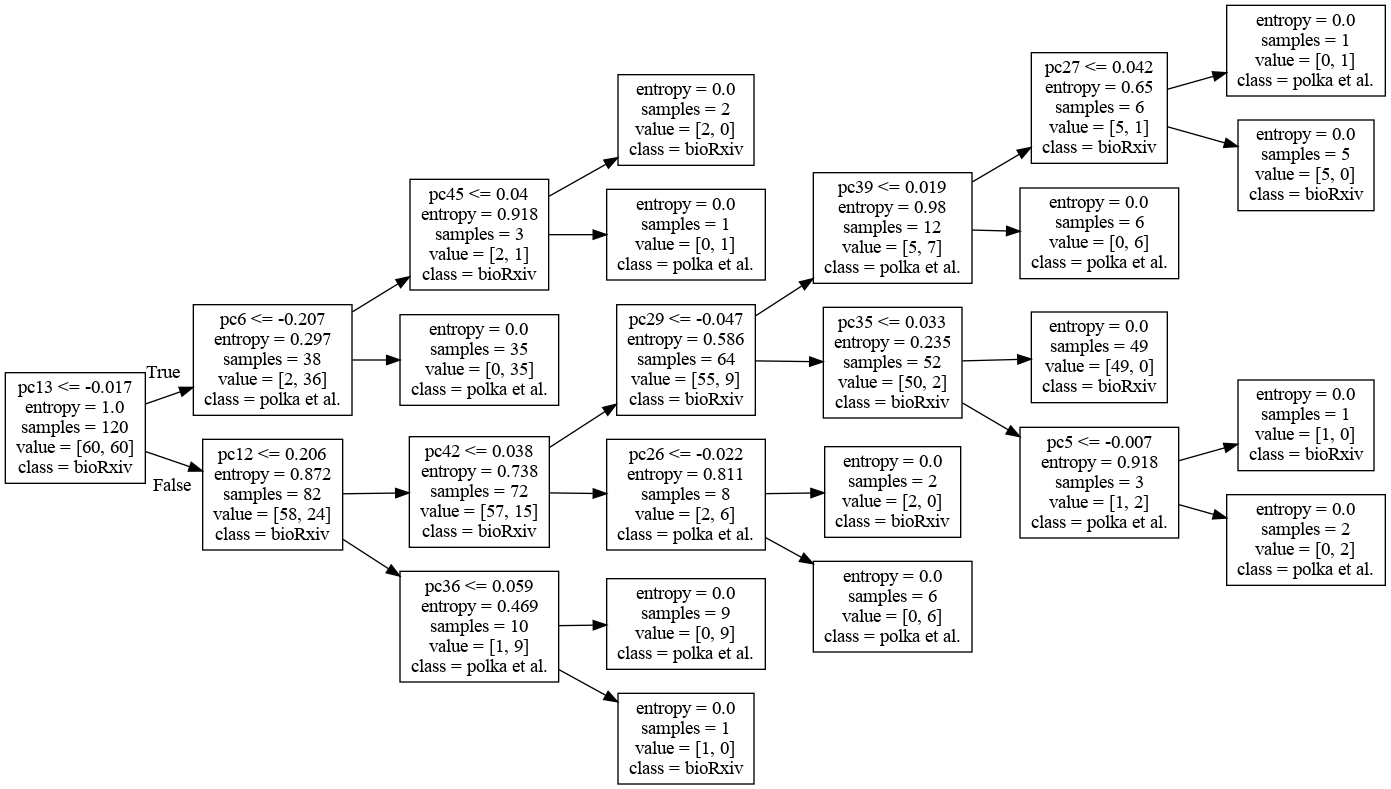 pc13 <= -0.017
entropy = 1.0
samples = 120
value = [60, 60]
class = bioRxiv
True
False
pc6 <= -0.207
entropy = 0.297
samples = 38
value = [2, 36]
class = polka et al.
pc12 <= 0.206
entropy = 0.872
samples = 82
value = [58, 24]
class = bioRxiv
pc45 <= 0.04
entropy = 0.918
samples = 3
value = [2, 1]
class = bioRxiv
entropy = 0.0
samples = 35
value = [0, 35]
class = polka et al.
pc42 <= 0.038
entropy = 0.738
samples = 72
value = [57, 15]
class = bioRxiv
pc36 <= 0.059
entropy = 0.469
samples = 10
value = [1, 9]
class = polka et al.
entropy = 0.0
samples = 2
value = [2, 0]
class = bioRxiv
entropy = 0.0
samples = 1
value = [0, 1]
class = polka et al.
pc29 <= -0.047
entropy = 0.586
samples = 64
value = [55, 9]
class = bioRxiv
pc26 <= -0.022
entropy = 0.811
samples = 8
value = [2, 6]
class = polka et al.
entropy = 0.0
samples = 9
value = [0, 9]
class = polka et al.
entropy = 0.0
samples = 1
value = [1, 0]
class = bioRxiv
pc39 <= 0.019
entropy = 0.98
samples = 12
value = [5, 7]
class = polka et al.
pc35 <= 0.033
entropy = 0.235
samples = 52
value = [50, 2]
class = bioRxiv
entropy = 0.0
samples = 2
value = [2, 0]
class = bioRxiv
entropy = 0.0
samples = 6
value = [0, 6]
class = polka et al.
pc27 <= 0.042
entropy = 0.65
samples = 6
value = [5, 1]
class = bioRxiv
entropy = 0.0
samples = 6
value = [0, 6]
class = polka et al.
entropy = 0.0
samples = 49
value = [49, 0]
class = bioRxiv
pc5 <= -0.007
entropy = 0.918
samples = 3
value = [1, 2]
class = polka et al.
entropy = 0.0
samples = 1
value = [0, 1]
class = polka et al.
entropy = 0.0
samples = 5
value = [5, 0]
class = bioRxiv
entropy = 0.0
samples = 1
value = [1, 0]
class = bioRxiv
entropy = 0.0
samples = 2
value = [0, 2]
class = polka et al.